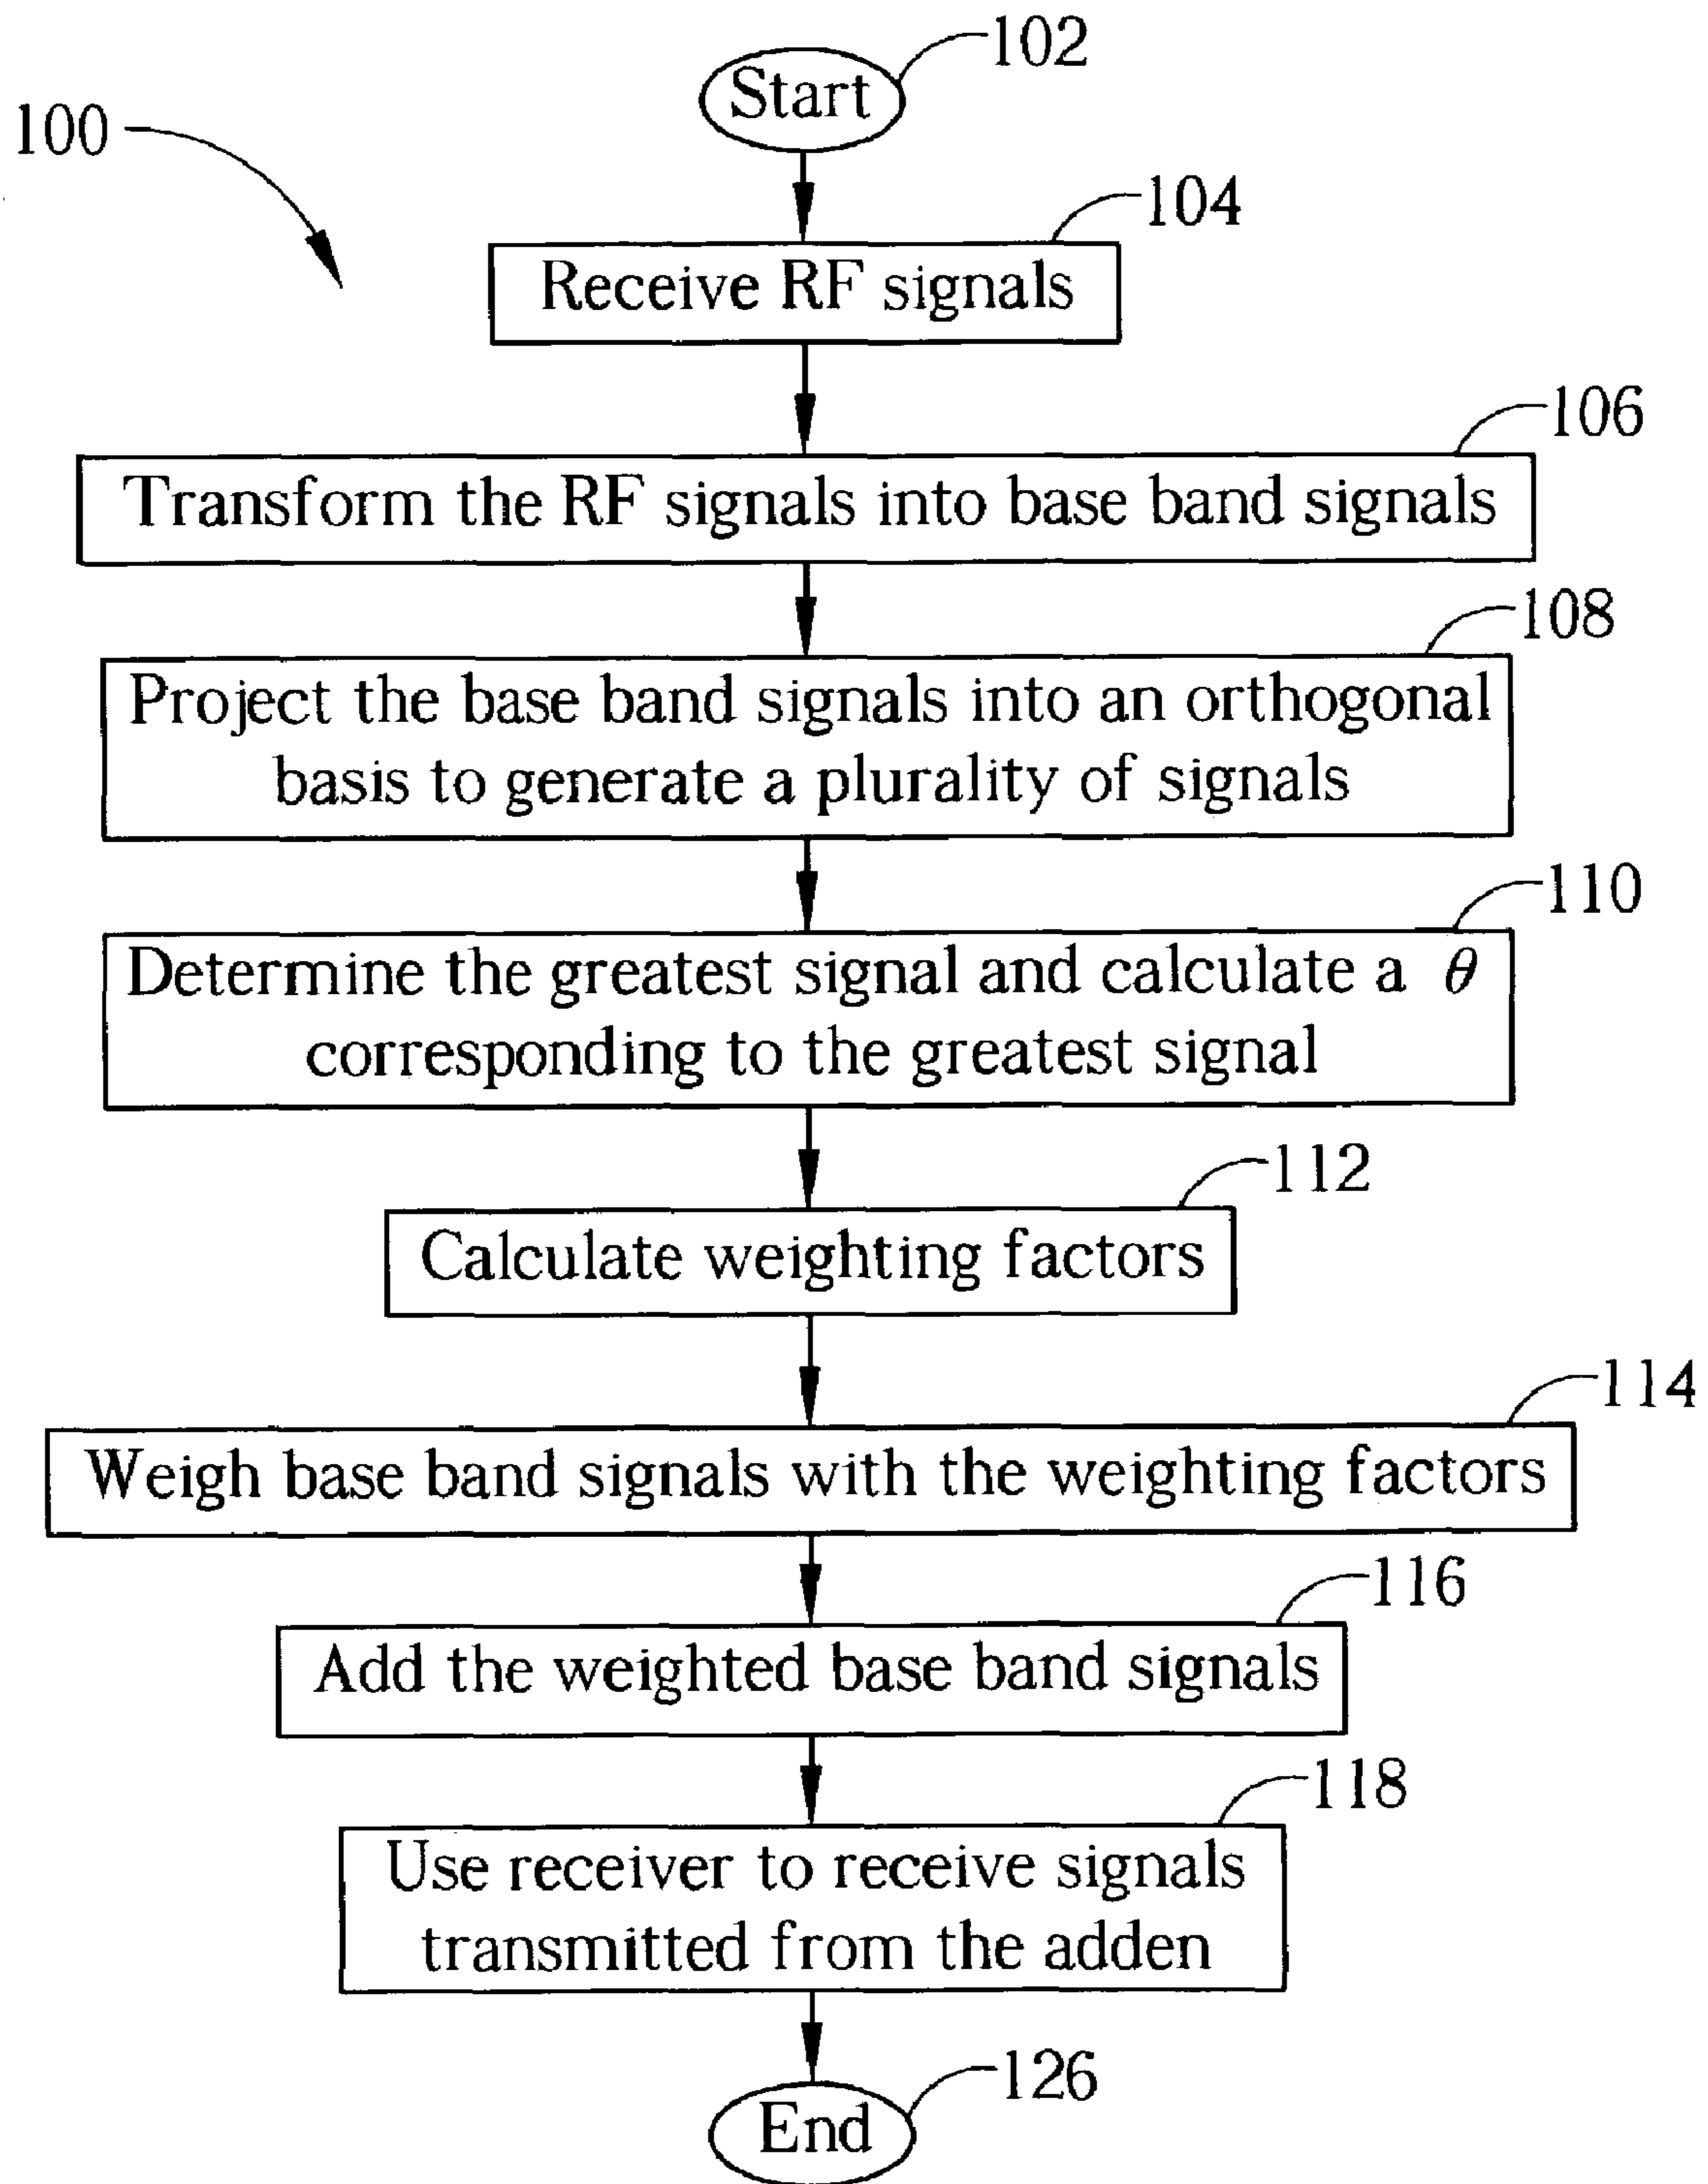 102
Start
100
104
Receive RF signals
106
Transform the RF signals into base band signals
108
Project the base band signals into an orthogonal
basis to generate a plurality of signals
110
Determine the greatest signal and calculate a θ
corresponding to the greatest signal
112
Calculate weighting factors
114
Weigh base band signals with the weighting factors
116
Add the weighted base band signals
118
Use receiver to receive signals
transmitted from the adden
126
End